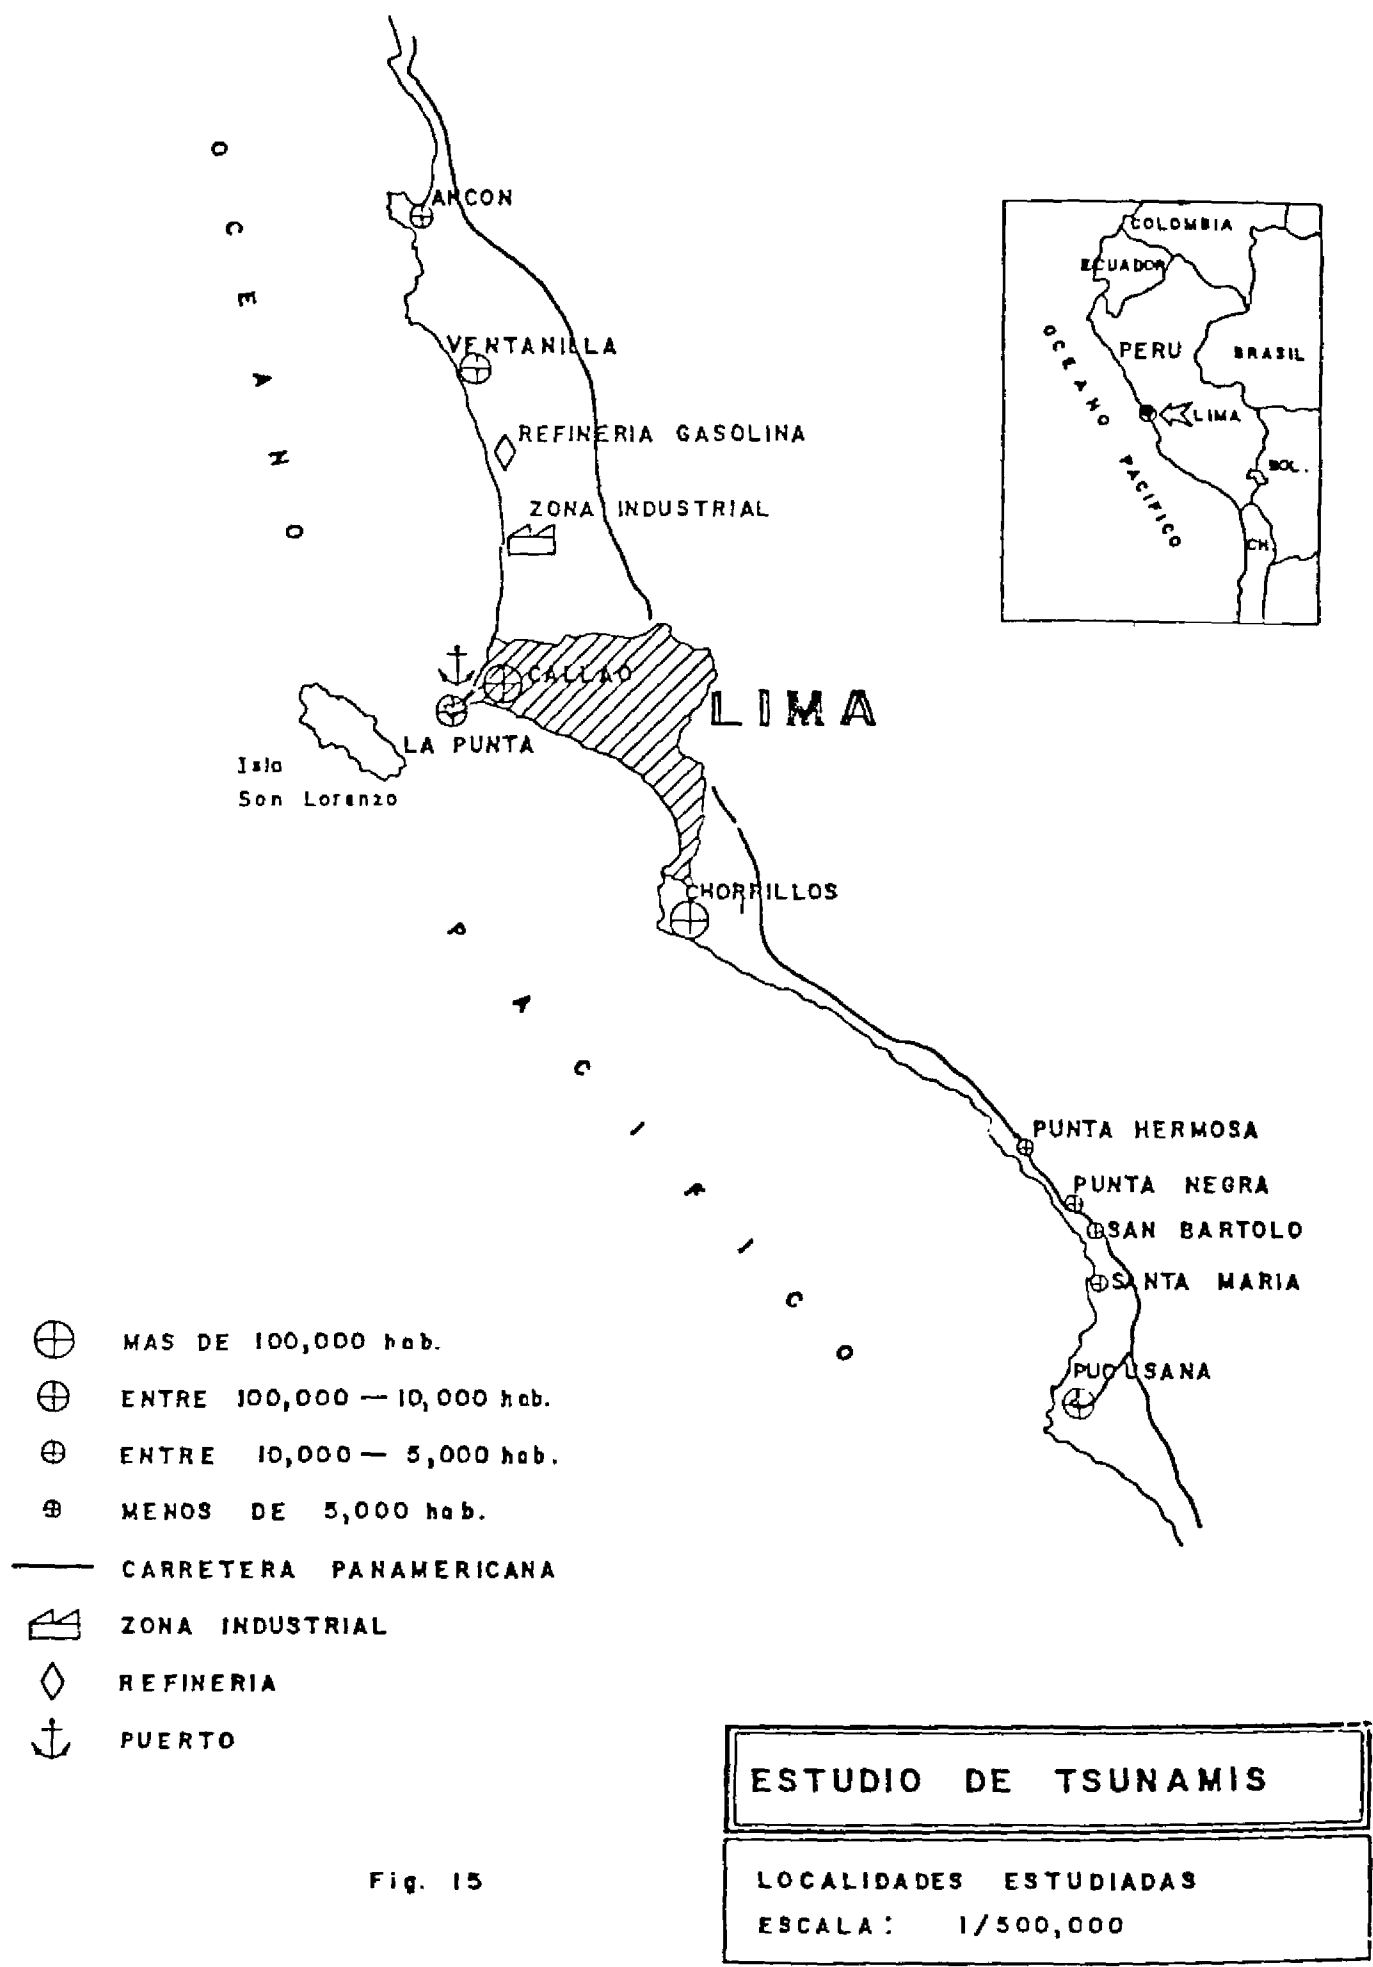 OCEANO
ANCON
VENTANILLA
REFINERIA GASOLINA
ZONA INDUSTRIAL
CALLAO
LIMA
LA PUNTA
Isla
San Lorenzo
CHORRILLOS
PACIFICO
PUNTA HERMOSA
PUNTA NEGRA
SAN BARTOLO
SANTA MARIA
PUCUSANA
COLOMBIA
ECUADOR
PERU
BRASIL
LIMA
BOL.
CH.
OCEANO PACIFICO
MAS DE 100,000 hab.
ENTRE 100,000 — 10,000 hab.
ENTRE 10,000 — 5,000 hab.
MENOS DE 5,000 hab.
CARRETERA PANAMERICANA
ZONA INDUSTRIAL
REFINERIA
PUERTO
Fig. 15
ESTUDIO DE TSUNAMIS
LOCALIDADES ESTUDIADAS
ESCALA: 1/500,000